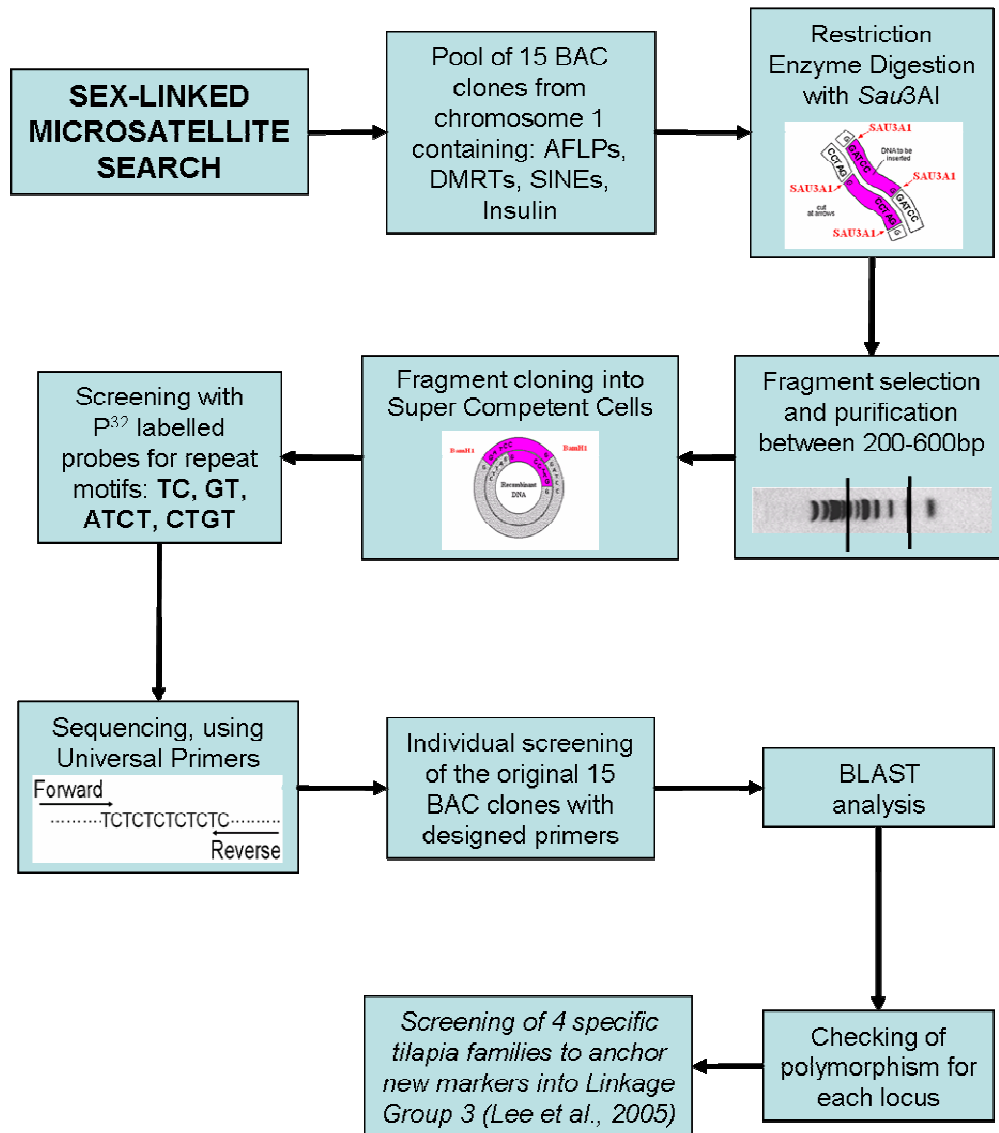 SEX-LINKED
MICROSATELLITE
SEARCH
Pool of 15 BAC
clones from
chromosome 1
containing: AFLPs,
DMRTs, SINEs,
Insulin
Restriction
Enzyme Digestion
with Sau3AI
SAU3A1
DNA to be
inserted
G
GATCC
CCTAG
SAU3A1
SAU3A1
G
G
GATCC
cut
at arrows
CCTAG
G
SAU3A1
Fragment selection
and purification
between 200-600bp
Fragment cloning into
Super Competent Cells
BamH1
BamH1
Recombinant
DNA
Screening with
P32 labelled
probes for repeat
motifs: TC, GT,
ATCT, CTGT
Sequencing, using
Universal Primers
Forward
..........TCTCTCTCTCTC.........
Reverse
Individual screening
of the original 15
BAC clones with
designed primers
BLAST
analysis
Checking of
polymorphism for
each locus
Screening of 4 specific
tilapia families to anchor
new markers into Linkage
Group 3 (Lee et al., 2005)